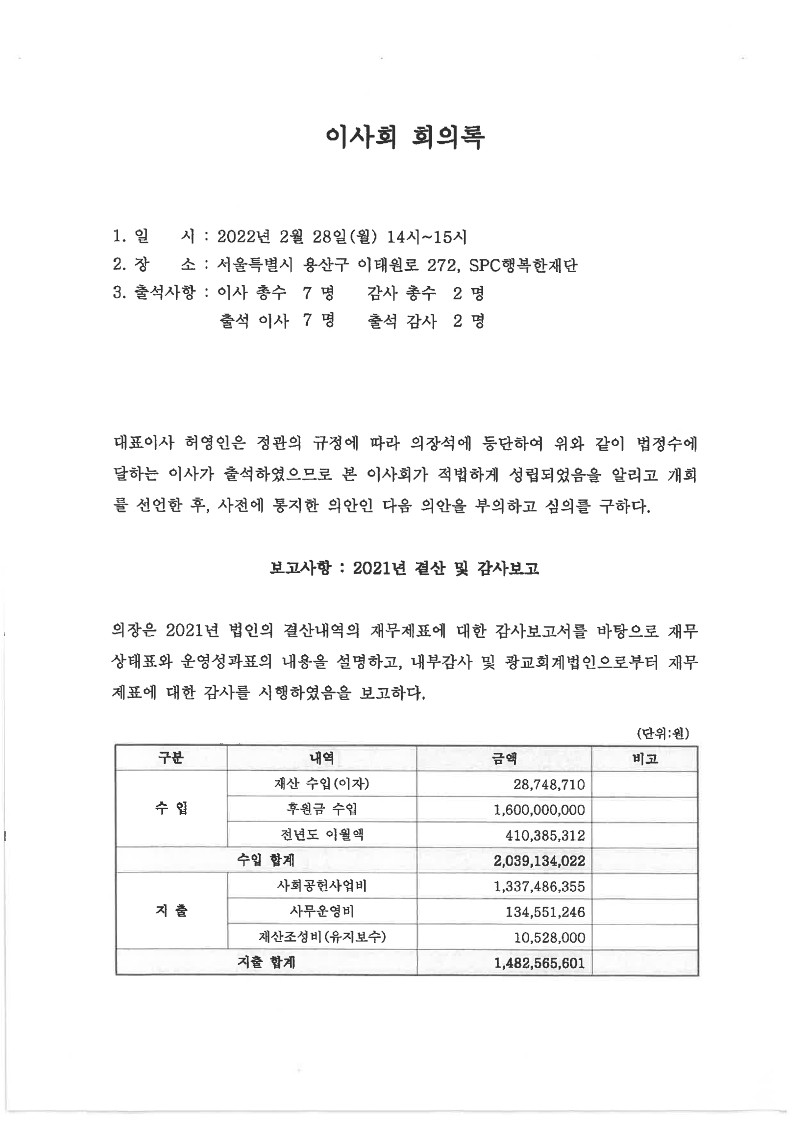 이사회 회의록
1. 일 시 : 2022년 2월 28일(월) 14시~15시
2. 장 소 : 서울특별시 용산구 이태원로 272, SPC행복한재단
3. 출석사항 : 이사 총수 7 명 감사 총수 2 명
출석 이사 7 명 출석 감사 2 명
대표이사 허영인은 정관의 규정에 따라 의장석에 등단하여 위와 같이 법정수에
달하는 이사가 출석하였으므로 본 이사회가 적법하게 성립되었음을 알리고 개회
를 선언한 후, 사전에 통지한 의안인 다음 의안을 부의하고 심의를 구하다.
보고사항 : 2021년 결산 및 감사보고
의장은 2021년 법인의 결산내역의 재무제표에 대한 감사보고서를 바탕으로 재무
상태표와 운영성과표의 내용을 설명하고, 내부감사 및 광교회계법인으로부터 재무
제표에 대한 감사를 시행하였음을 보고하다.
(단위:원)
구분 내역 금액 비고
재산 수입(이자) 28,748,710
수 입 후원금 수입 1,600,000,000
전년도 이월액 410,385,312
수입 합계 2,039,134,022
사회공헌사업비 1,337,486,355
지 출 사무운영비 134,551,246
재산조성비(유지보수) 10,528,000
지출 합계 1,482,565,601